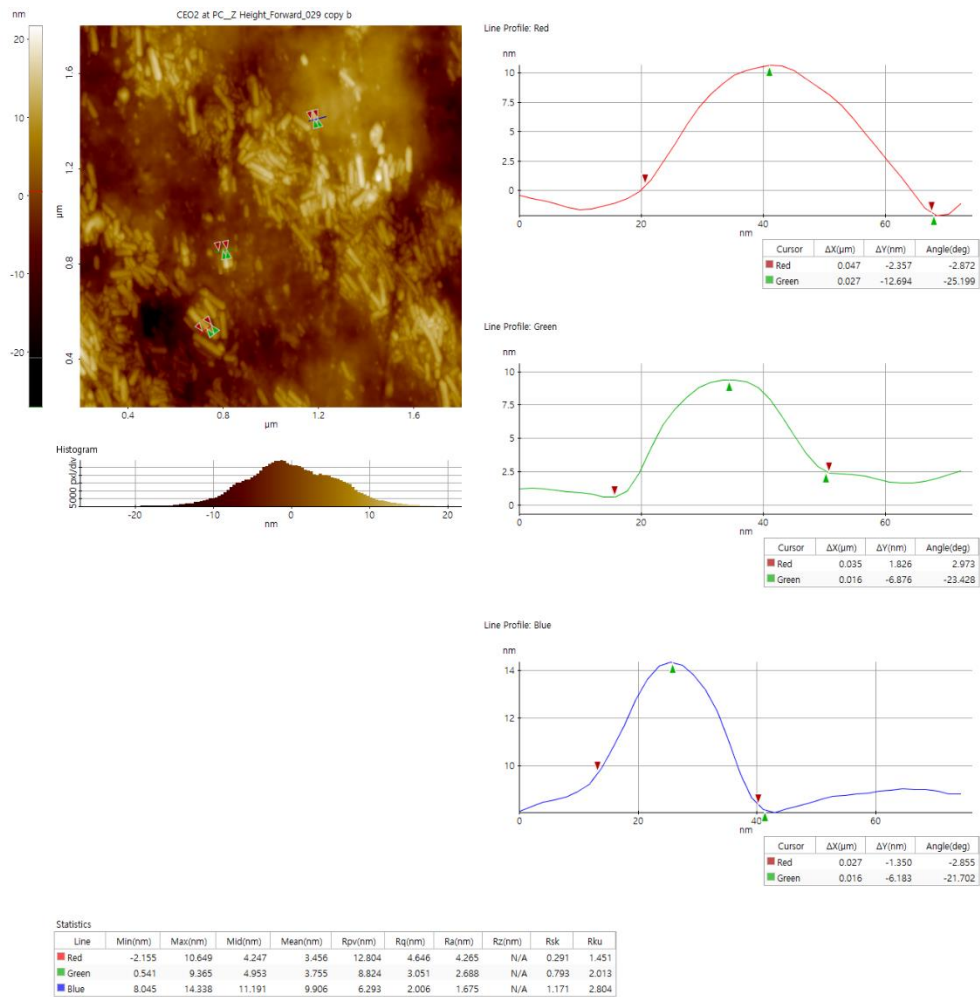 nm
CEO2 at PC__Z Height_Forward_029 copy b
20
10
0
-10
-20
1.6
1.2
0.8
0.4
μm
0.4 0.8 1.2 1.6
μm
Histogram
5000 pxl/div
-20 -10 0 10 20
nm
Line Profile: Red
nm
10
7.5
5
2.5
0
0 20 40 60
nm
Cursor ΔX(μm) ΔY(nm) Angle(deg)
Red 0.047 -2.357 -2.872
Green 0.027 -12.694 -25.199
Line Profile: Green
nm
10
7.5
5
2.5
0
0 20 40 60
nm
Cursor ΔX(μm) ΔY(nm) Angle(deg)
Red 0.035 1.826 2.973
Green 0.016 -6.876 -23.428
Line Profile: Blue
nm
14
12
10
0 20 40 60
nm
Cursor ΔX(μm) ΔY(nm) Angle(deg)
Red 0.027 -1.350 -2.855
Green 0.016 -6.183 -21.702
Statistics
Line Min(nm) Max(nm) Mid(nm) Mean(nm) Rpv(nm) Rq(nm) Ra(nm) Rz(nm) Rsk Rku
Red -2.155 10.649 4.247 3.456 12.804 4.646 4.265 N/A 0.291 1.451
Green 0.541 9.365 4.953 3.755 8.824 3.051 2.688 N/A 0.793 2.013
Blue 8.045 14.338 11.191 9.906 6.293 2.006 1.675 N/A 1.171 2.804